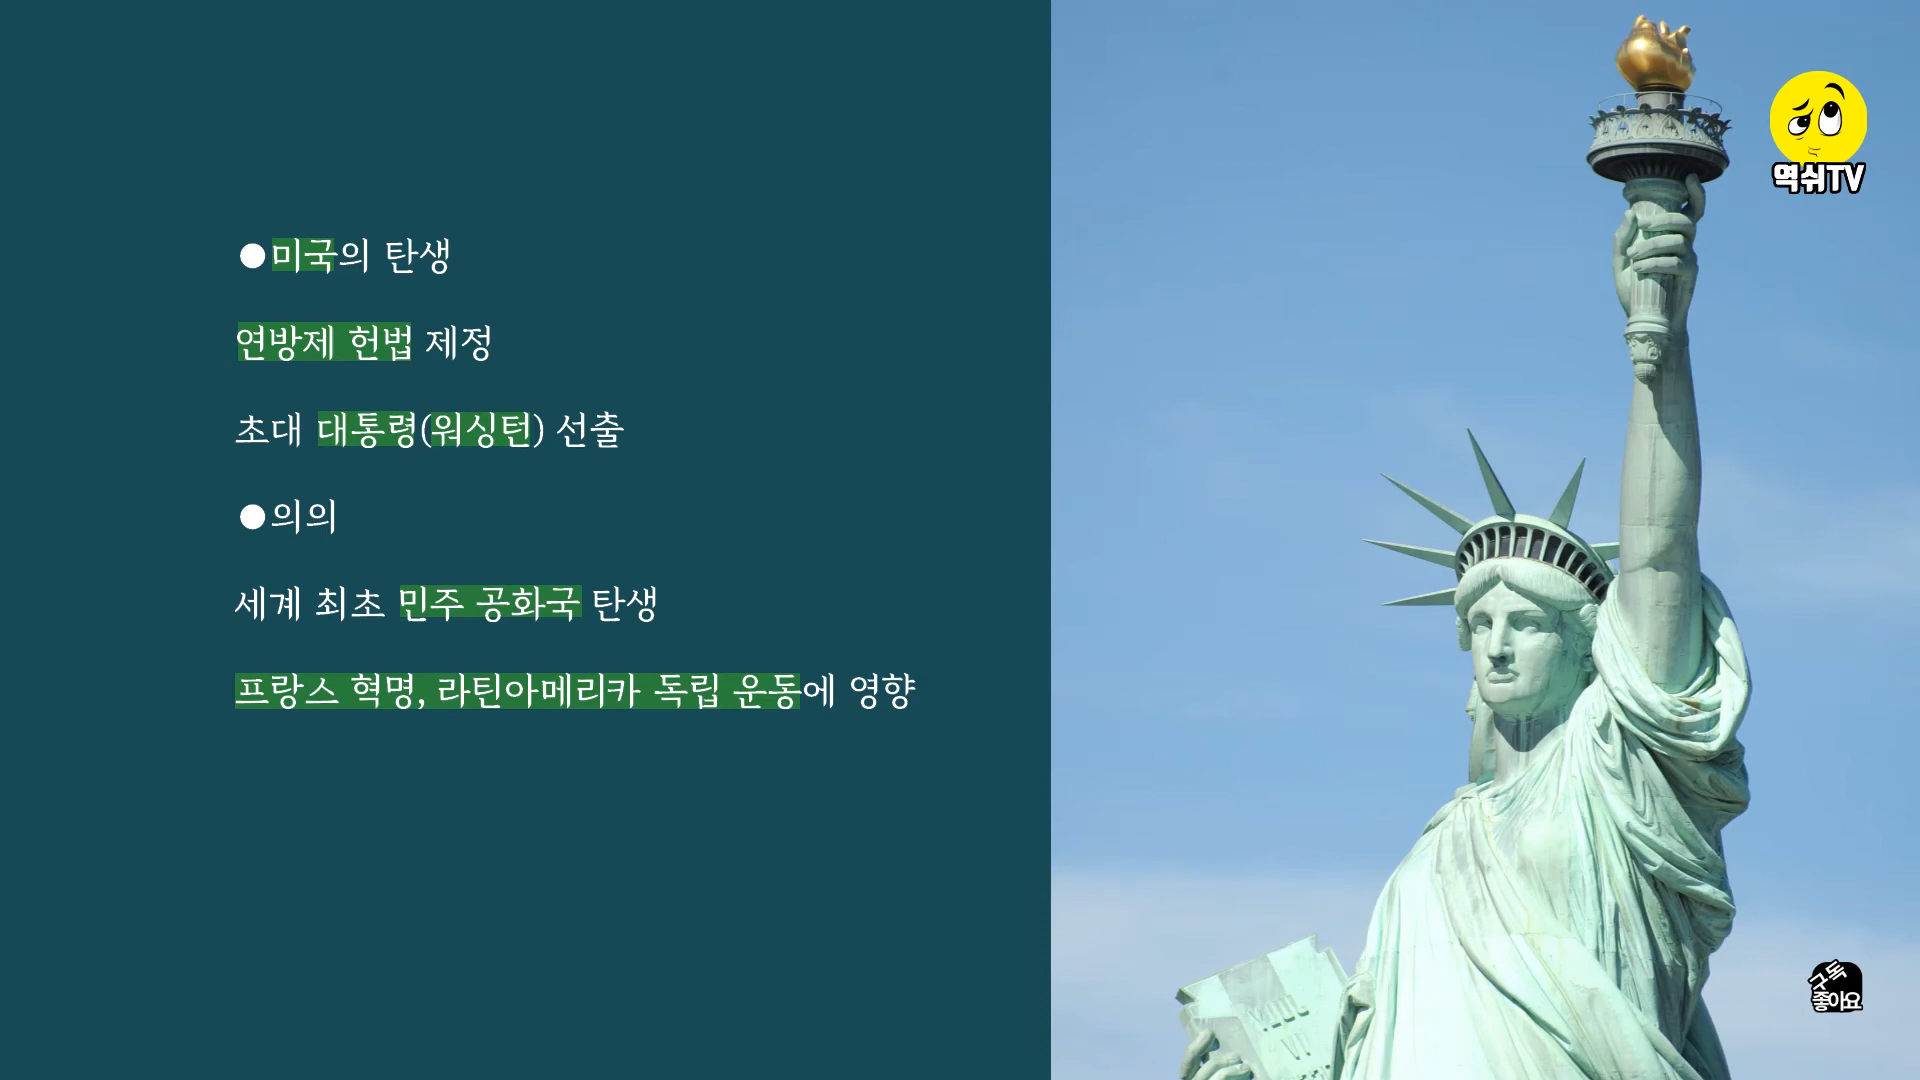 ●미국의 탄생
연방제 헌법 제정
초대 대통령(워싱턴) 선출
●의의
세계 최초 민주 공화국 탄생
프랑스 혁명, 라틴아메리카 독립 운동에 영향
역쉬TV
구독
좋아요